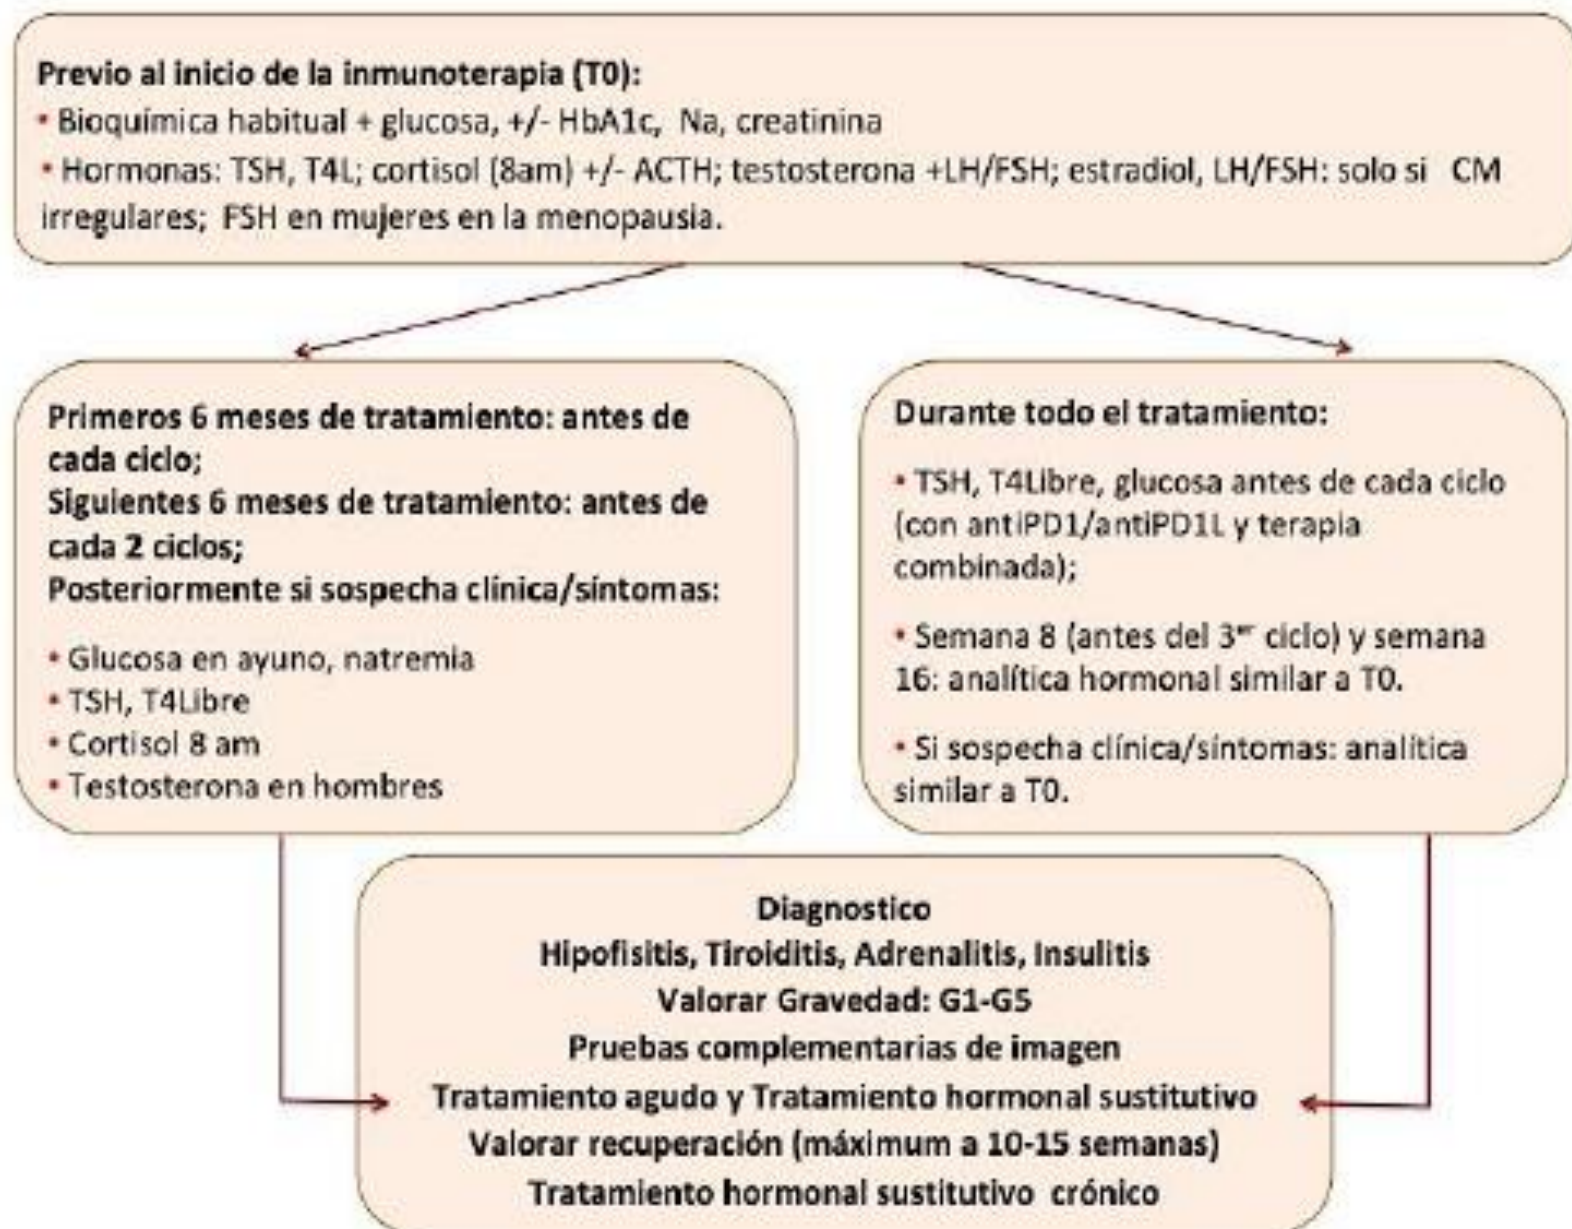 Previo al inicio de la inmunoterapia (T0):
• Bioquímica habitual + glucosa, +/- HbA1c, Na, creatinina
• Hormonas: TSH, T4L; cortisol (8am) +/- ACTH; testosterona +LH/FSH; estradiol, LH/FSH: solo si CM
irregulares; FSH en mujeres en la menopausia.
Primeros 6 meses de tratamiento: antes de
cada ciclo;
Siguientes 6 meses de tratamiento: antes de
cada 2 ciclos;
Posteriormente si sospecha clínica/síntomas:
• Glucosa en ayuno, natremia
• TSH, T4Libre
• Cortisol 8 am
• Testosterona en hombres
Durante todo el tratamiento:
• TSH, T4Libre, glucosa antes de cada ciclo
(con antiPD1/antiPD1L y terapia
combinada);
• Semana 8 (antes del 3er ciclo) y semana
16: analítica hormonal similar a T0.
• Si sospecha clínica/síntomas: analítica
similar a T0.
Diagnostico
Hipofisitis, Tiroiditis, Adrenalitis, Insulitis
Valorar Gravedad: G1-G5
Pruebas complementarias de imagen
Tratamiento agudo y Tratamiento hormonal sustitutivo
Valorar recuperación (máximum a 10-15 semanas)
Tratamiento hormonal sustitutivo crónico